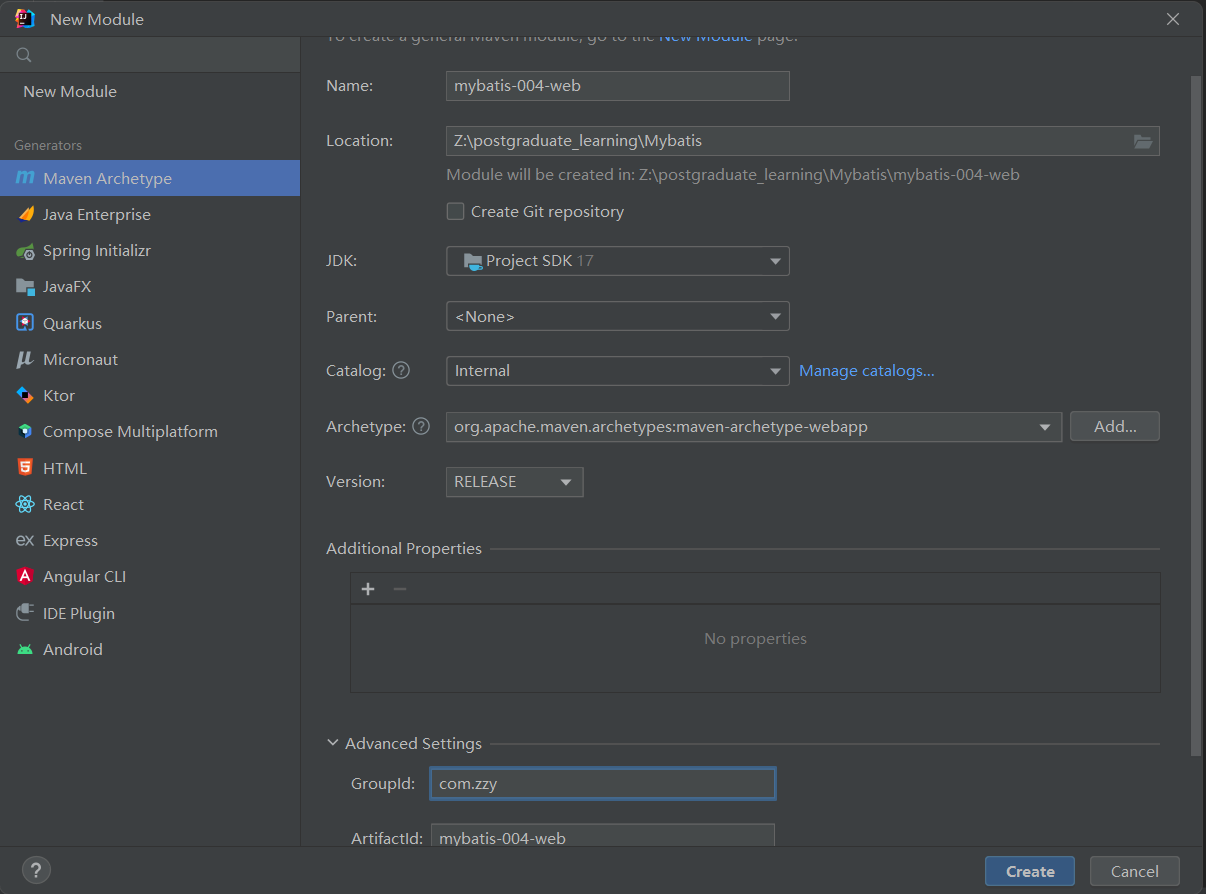 New Module
To create a general Maven module, go to the New Module page.
New Module
Generators
Maven Archetype
Java Enterprise
Spring Initializr
JavaFX
Quarkus
Micronaut
Ktor
Compose Multiplatform
HTML
React
Express
Angular CLI
IDE Plugin
Android
Name:
mybatis-004-web
Location:
Z:\postgraduate_learning\Mybatis
Module will be created in: Z:\postgraduate_learning\Mybatis\mybatis-004-web
Create Git repository
JDK:
Project SDK 17
Parent:
<None>
Catalog: ?
Internal
Manage catalogs...
Archetype: ?
org.apache.maven.archetypes:maven-archetype-webapp
Add...
Version:
RELEASE
Additional Properties
No properties
Advanced Settings
GroupId:
com.zzy
ArtifactId:
mybatis-004-web
?
Create
Cancel